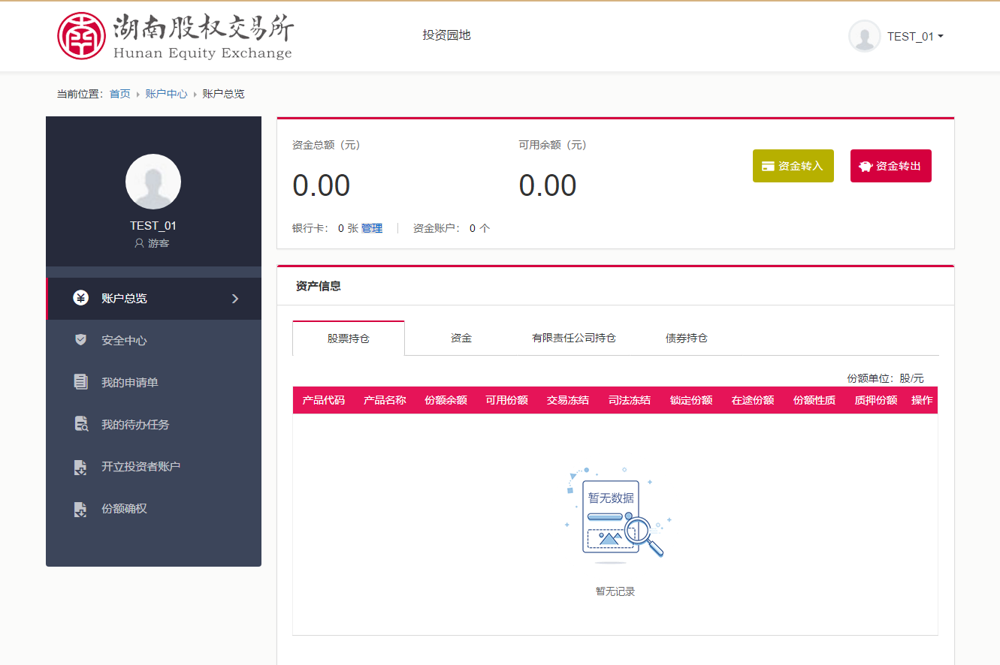 湖南股权交易所
Hunan Equity Exchange
投资园地
TEST_01
当前位置：首页 账户中心 账户总览
TEST_01
游客
账户总览
安全中心
我的申请单
我的待办任务
开立投资者账户
份额确权
资金总额（元） 可用余额（元）
0.00 0.00
资金转入 资金转出
银行卡： 0 张 管理 资金账户： 0 个
资产信息
股票持仓 资金 有限责任公司持仓 债券持仓
份额单位：股/元
产品代码 产品名称 份额余额 可用份额 交易冻结 司法冻结 锁定份额 在途份额 份额性质 质押份额 操作
暂无数据
暂无记录